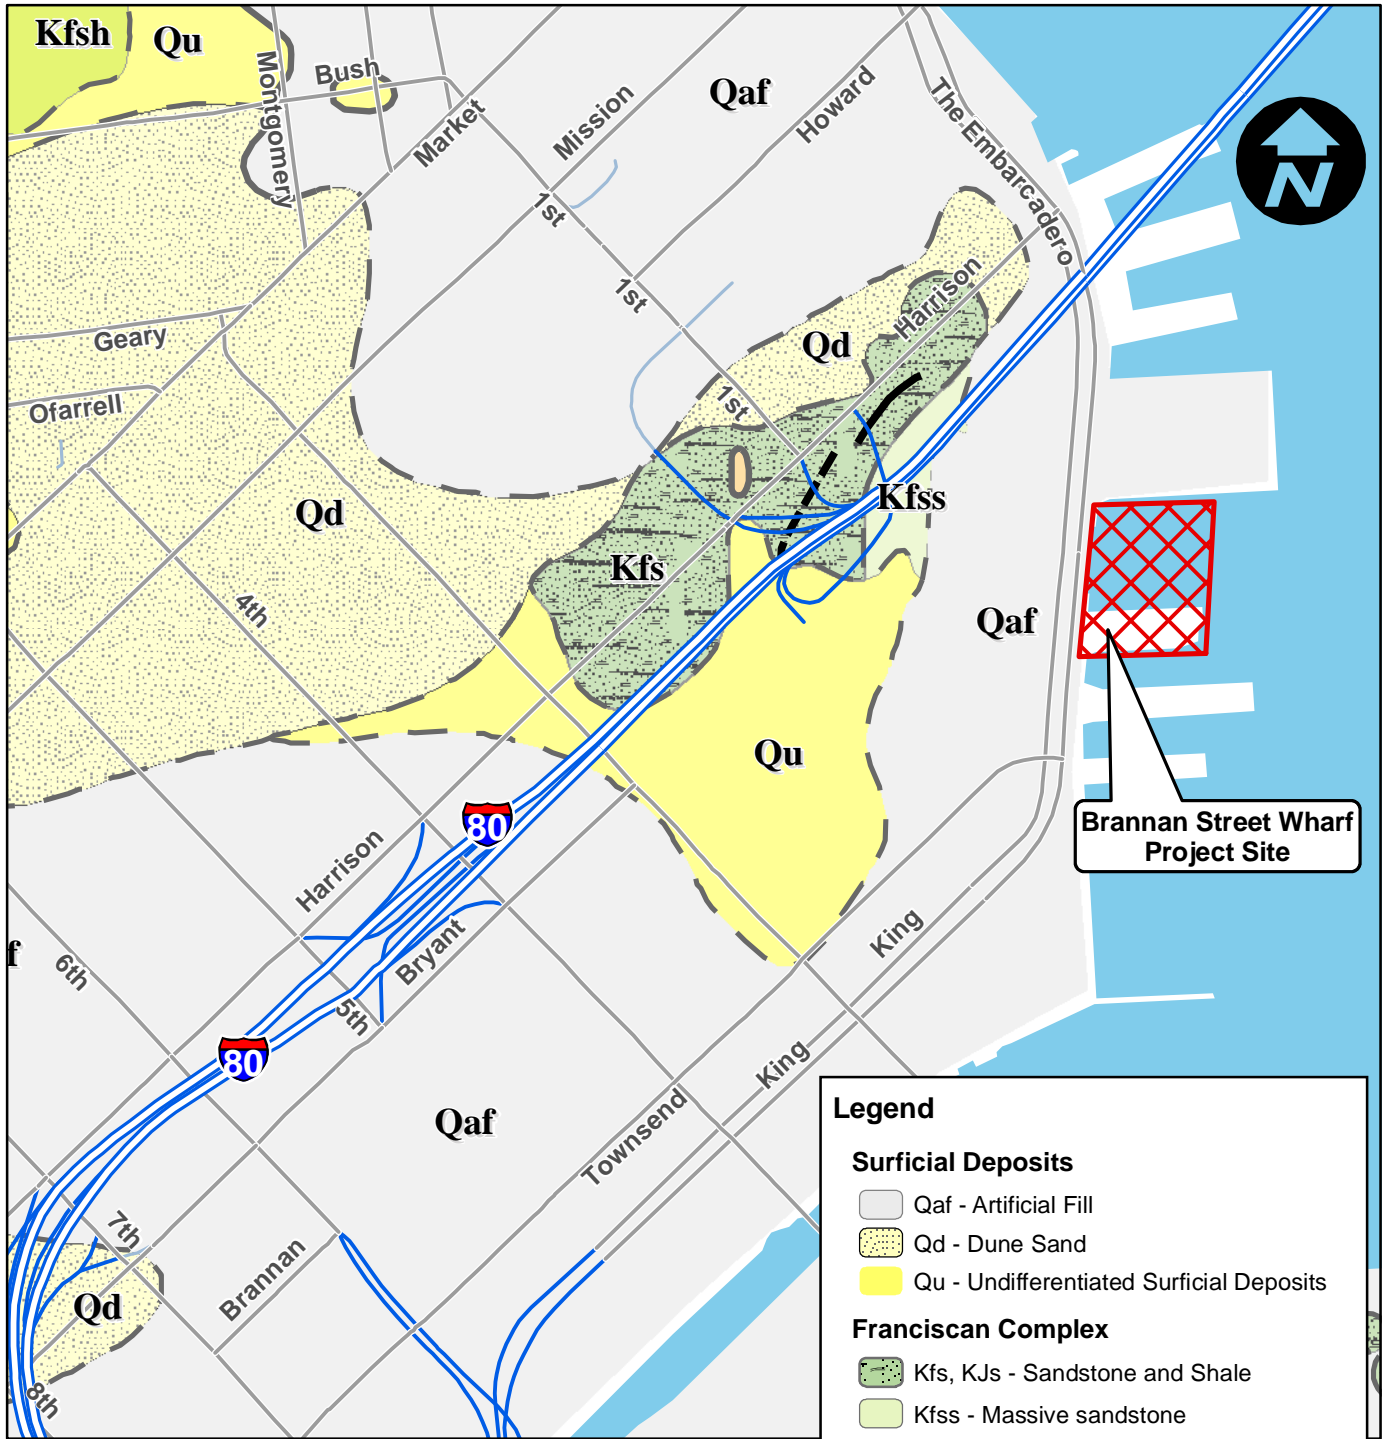 Kfsh
Qu
Montgomery
Bush
Market
Mission
Qaf
Howard
The Embarcadero
N
1st
1st
Harrison
Geary
Qd
Ofarrell
1st
Qd
Kfss
Kfs
4th
Qaf
Qu
80
Brannan Street Wharf
Project Site
Harrison
Bryant
King
f
6th
5th
80
King
Qaf
Townsend
7th
Brannan
Qd
8th
Legend
Surficial Deposits
Qaf - Artificial Fill
Qd - Dune Sand
Qu - Undifferentiated Surficial Deposits
Franciscan Complex
Kfs, KJs - Sandstone and Shale
Kfss - Massive sandstone